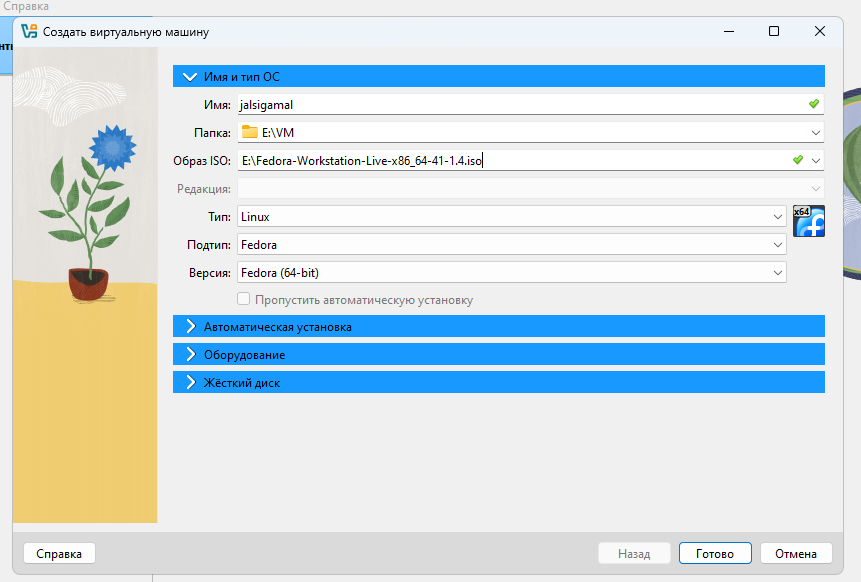 Справка
Создать виртуальную машину
Имя и тип ОС
Имя: jalsigamal
Папка: E:\VM
Образ ISO: E:\Fedora-Workstation-Live-x86_64-41-1.4.iso
Редакция:
Тип: Linux
x64
Подтип: Fedora
Версия: Fedora (64-bit)
Пропустить автоматическую установку
Автоматическая установка
Оборудование
Жёсткий диск
Справка
Назад
Готово
Отмена